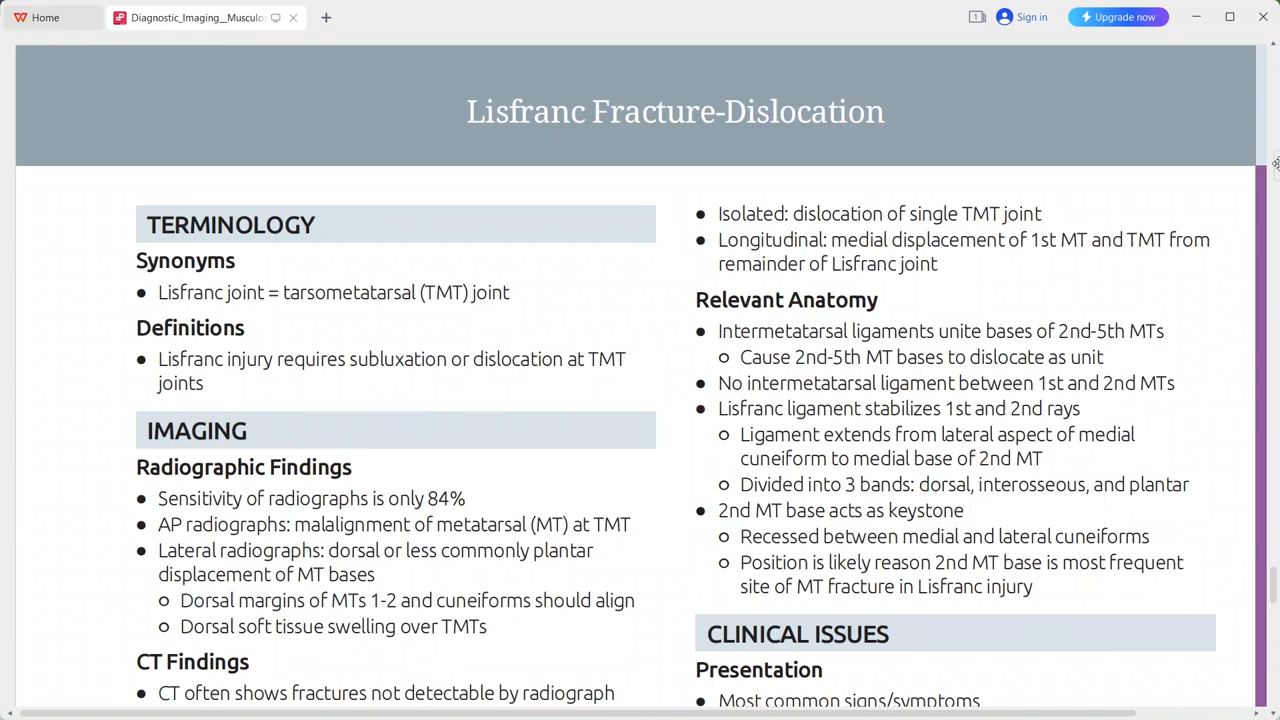 Home
Diagnostic_Imaging__Musculos
1
Sign in
Upgrade now
Lisfranc Fracture-Dislocation
TERMINOLOGY
Synonyms
● Lisfranc joint = tarsometatarsal (TMT) joint
Definitions
● Lisfranc injury requires subluxation or dislocation at TMT
joints
IMAGING
Radiographic Findings
● Sensitivity of radiographs is only 84%
● AP radiographs: malalignment of metatarsal (MT) at TMT
● Lateral radiographs: dorsal or less commonly plantar
displacement of MT bases
○ Dorsal margins of MTs 1-2 and cuneiforms should align
○ Dorsal soft tissue swelling over TMTs
CT Findings
● CT often shows fractures not detectable by radiograph
● Isolated: dislocation of single TMT joint
● Longitudinal: medial displacement of 1st MT and TMT from
remainder of Lisfranc joint
Relevant Anatomy
● Intermetatarsal ligaments unite bases of 2nd-5th MTs
○ Cause 2nd-5th MT bases to dislocate as unit
● No intermetatarsal ligament between 1st and 2nd MTs
● Lisfranc ligament stabilizes 1st and 2nd rays
○ Ligament extends from lateral aspect of medial
cuneiform to medial base of 2nd MT
○ Divided into 3 bands: dorsal, interosseous, and plantar
● 2nd MT base acts as keystone
○ Recessed between medial and lateral cuneiforms
○ Position is likely reason 2nd MT base is most frequent
site of MT fracture in Lisfranc injury
CLINICAL ISSUES
Presentation
● Most common signs/symptoms